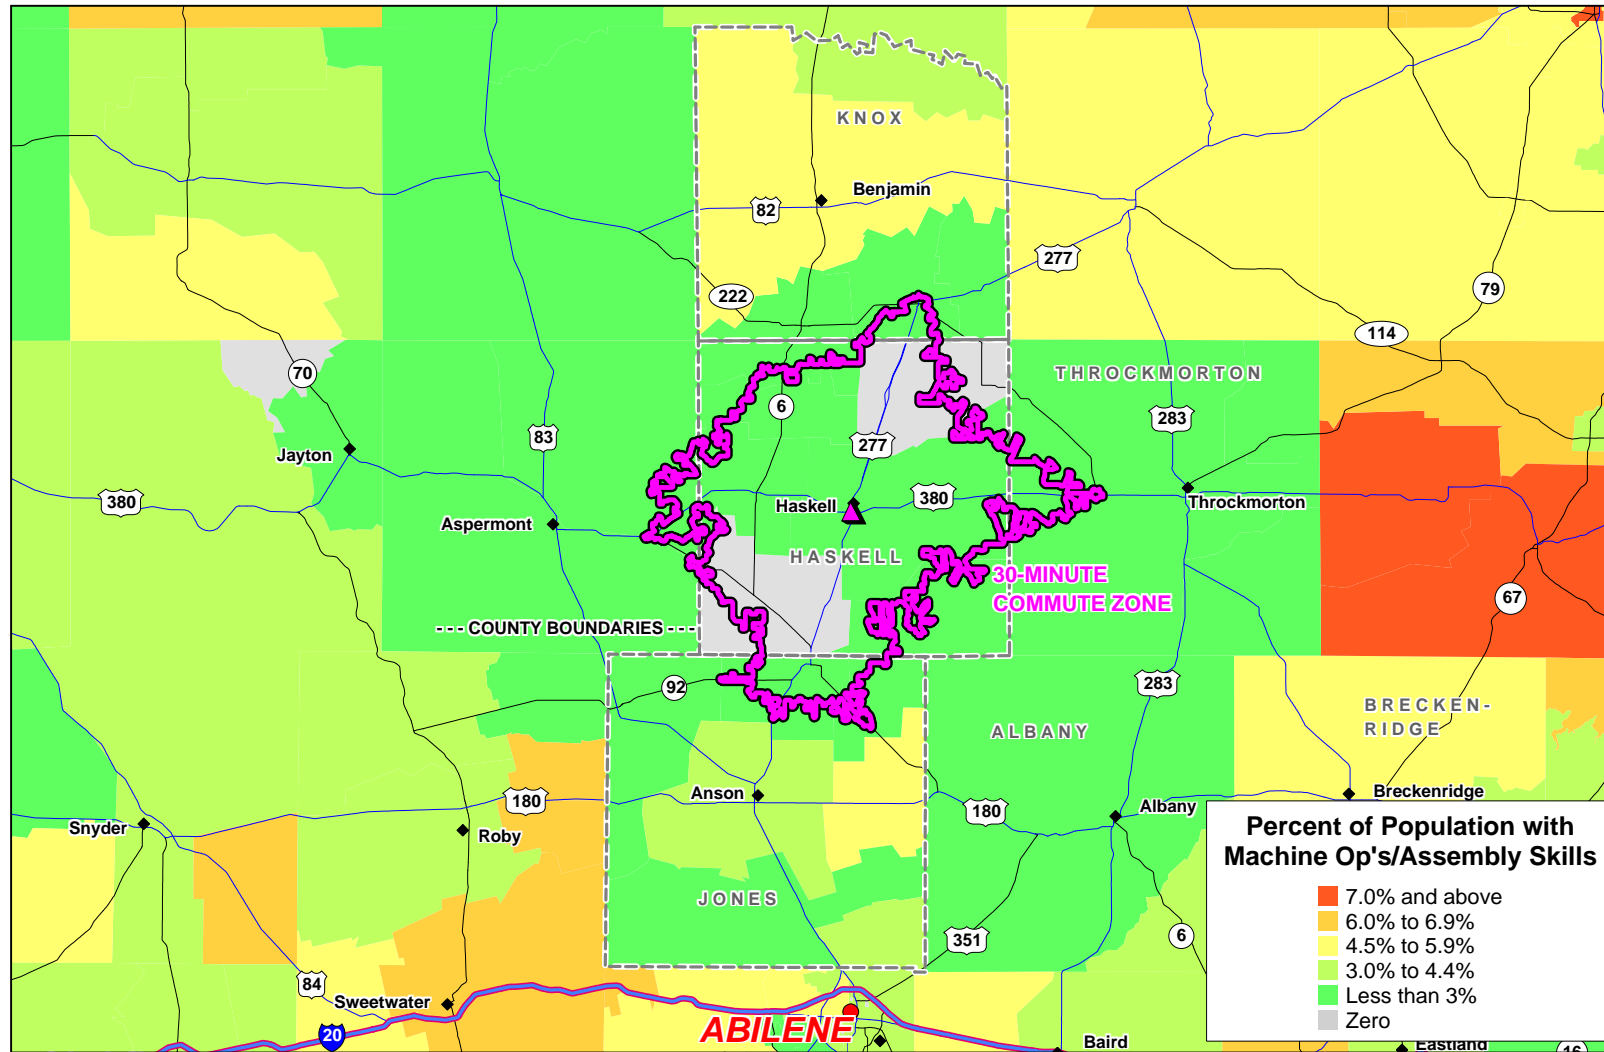 KNOX
Benjamin
82
277
222
79
114
70
THROCKMORTON
6
283
83
277
Jayton
380
Haskell
380
Throckmorton
Aspermont
HASKELL
30-MINUTE
COMMUTE ZONE
67
- - - COUNTY BOUNDARIES - - -
92
283
BRECKEN-
RIDGE
ALBANY
Anson
180
Breckenridge
180
Albany
Snyder
Roby
Percent of Population with
Machine Op's/Assembly Skills
7.0% and above
6.0% to 6.9%
4.5% to 5.9%
3.0% to 4.4%
Less than 3%
Zero
JONES
351
6
84
Sweetwater
20
ABILENE
Baird
Eastland
16